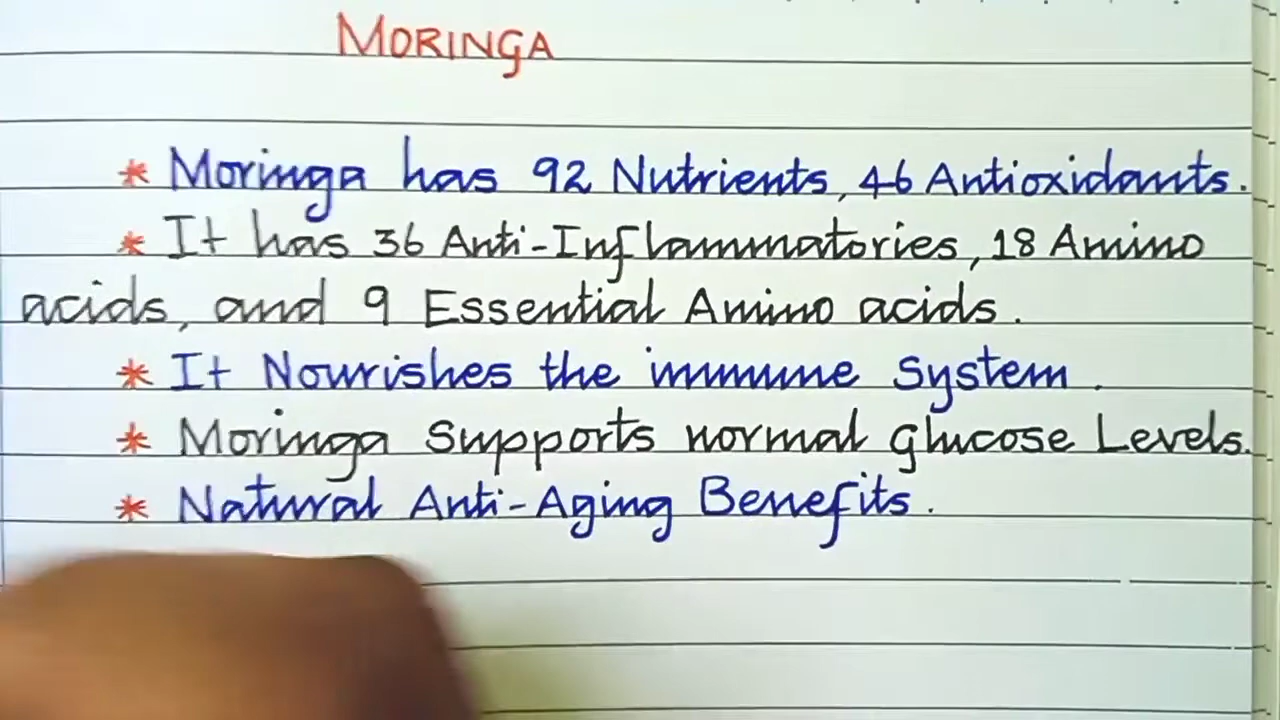 MORINGA
* Moringa has 92 Nutrients, 46 Antioxidants.
* It has 36 Anti-Inflammatories, 18 Amino
acids, and 9 Essential Amino acids.
* It Nourishes the immune System.
* Moringa Supports normal glucose Levels.
* Natural Anti-Aging Benefits.